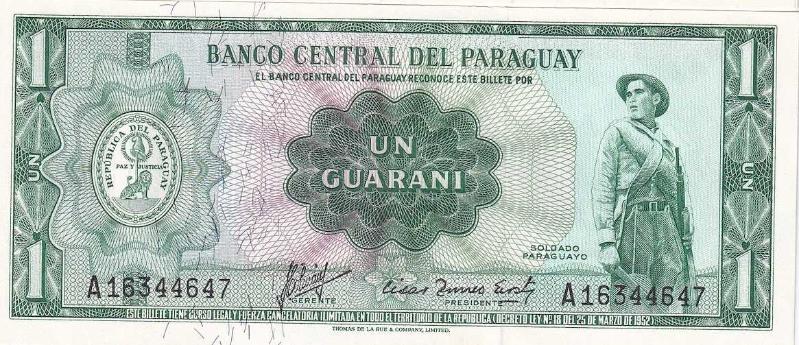 1
1
BANCO CENTRAL DEL PARAGUAY
EL BANCO CENTRAL DEL PARAGUAY RECONOCE ESTE BILLETE POR
REPÚBLICA DEL PARAGUAY
PAZ Y JUSTICIA
UN
GUARANI
UN
UN
SOLDADO
PARAGUAYO
1
1
A16344647
GERENTE
PRESIDENTE
A16344647
ESTE BILLETE TIENE CURSO LEGAL Y FUERZA CANCELATORIA ILIMITADA EN TODO EL TERRITORIO DE LA REPUBLICA (DECRETO LEY Nº 18 DEL 25 DE MARZO DE 1952)
THOMAS DE LA RUE & COMPANY, LIMITED.